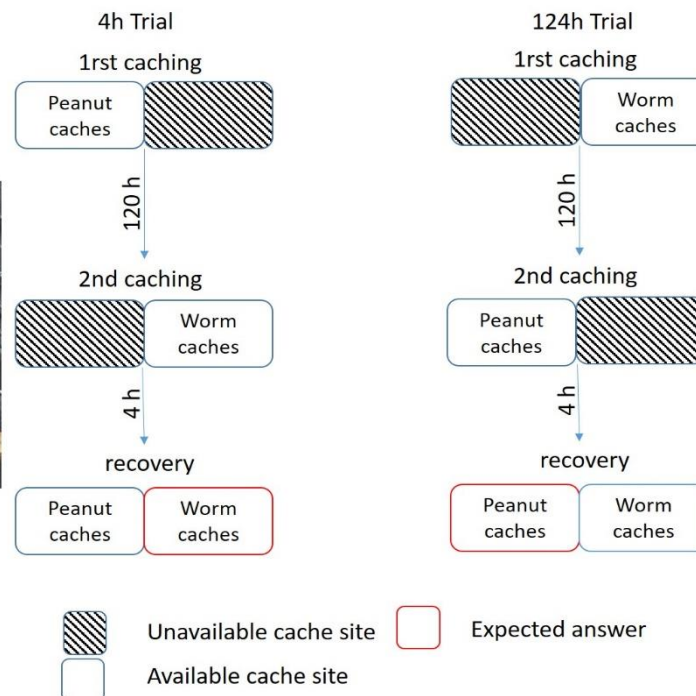 4h Trial
1rst caching
Peanut
caches
120 h
2nd caching
Worm
caches
4 h
recovery
Peanut
caches
Worm
caches
124h Trial
1rst caching
Worm
caches
120 h
2nd caching
Peanut
caches
4 h
recovery
Peanut
caches
Worm
caches
Unavailable cache site
Expected answer
Available cache site